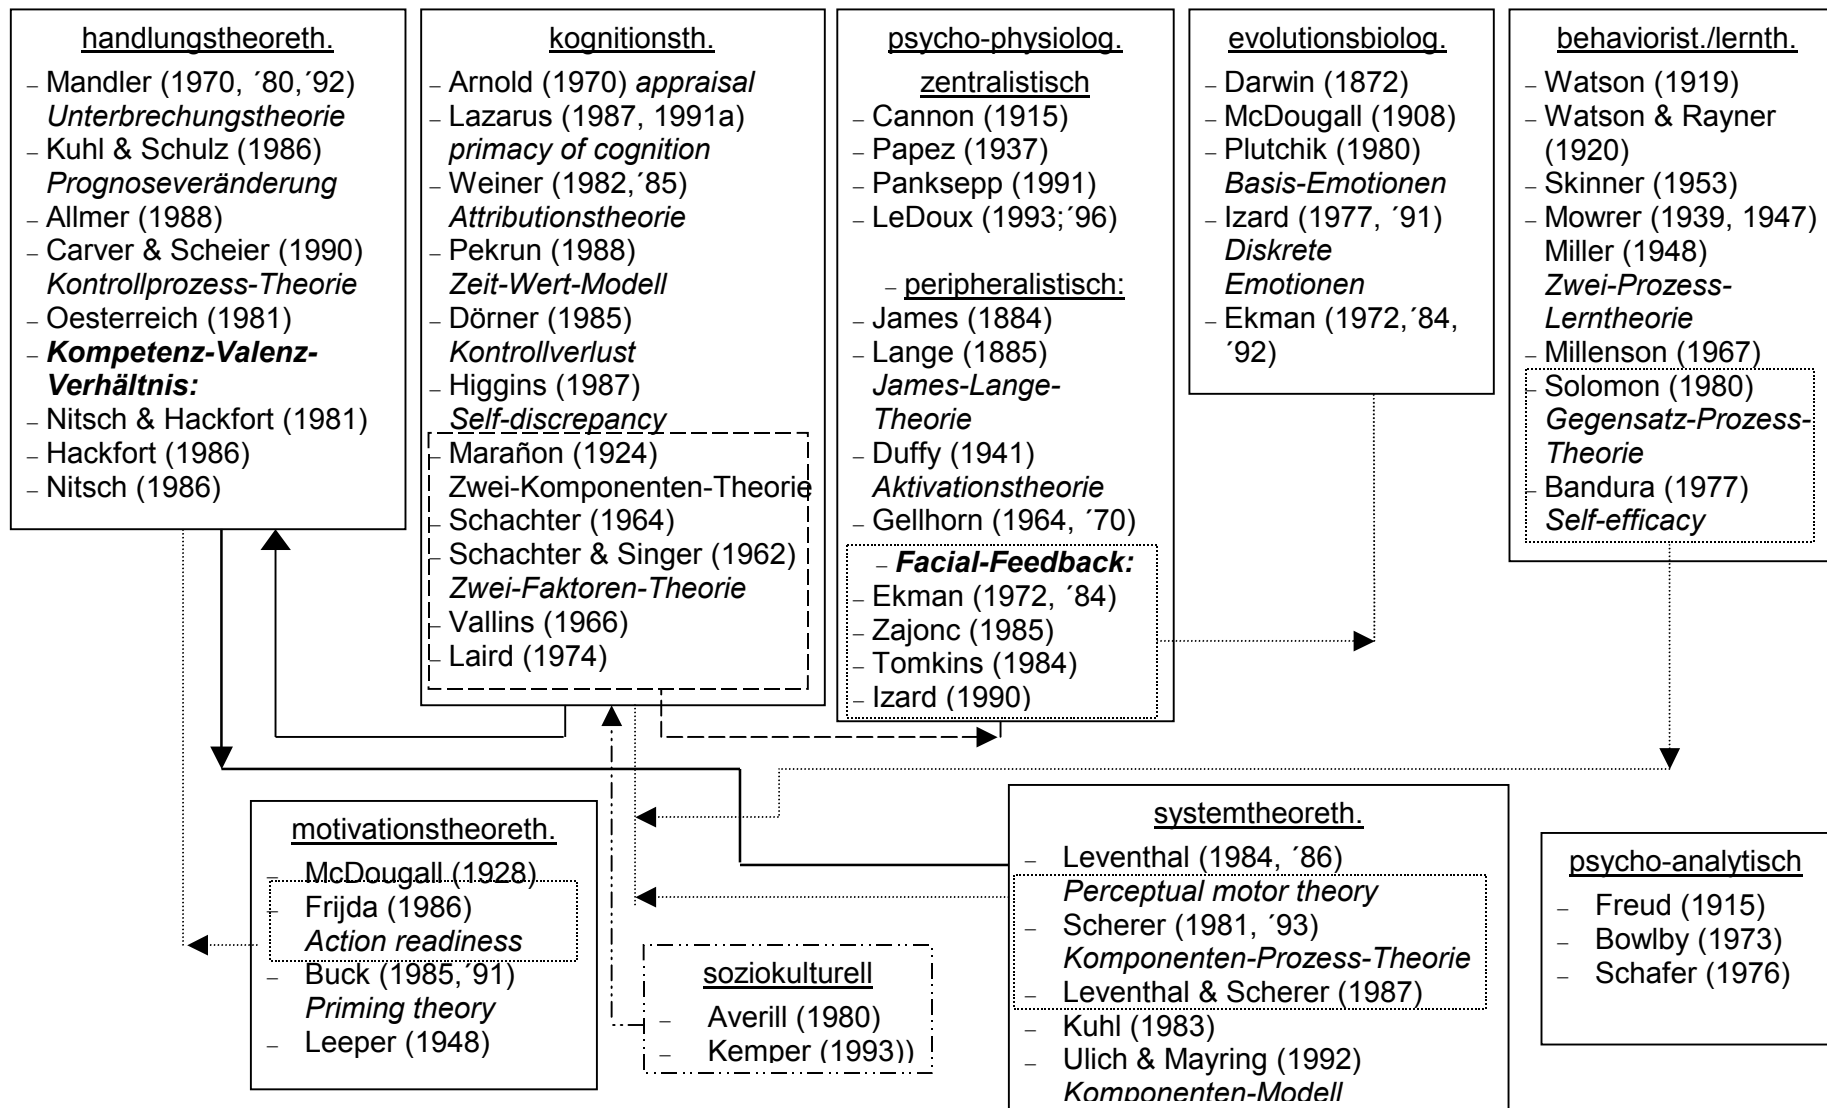 handlungstheoreth.
– Mandler (1970, ´80,´92)
Unterbrechungstheorie
– Kuhl & Schulz (1986)
Prognoseveränderung
– Allmer (1988)
– Carver & Scheier (1990)
Kontrollprozess-Theorie
– Oesterreich (1981)
– Kompetenz-Valenz-
Verhältnis:
– Nitsch & Hackfort (1981)
– Hackfort (1986)
– Nitsch (1986)
kognitionsth.
– Arnold (1970) appraisal
– Lazarus (1987, 1991a)
primacy of cognition
– Weiner (1982,´85)
Attributionstheorie
– Pekrun (1988)
Zeit-Wert-Modell
– Dörner (1985)
Kontrollverlust
– Higgins (1987)
Self-discrepancy
– Marañon (1924)
Zwei-Komponenten-Theorie
– Schachter (1964)
– Schachter & Singer (1962)
Zwei-Faktoren-Theorie
– Vallins (1966)
– Laird (1974)
psycho-physiolog.
zentralistisch
– Cannon (1915)
– Papez (1937)
– Panksepp (1991)
– LeDoux (1993;´96)
– peripheralistisch:
– James (1884)
– Lange (1885)
James-Lange-
Theorie
– Duffy (1941)
Aktivationstheorie
– Gellhorn (1964, ´70)
– Facial-Feedback:
– Ekman (1972, ´84)
– Zajonc (1985)
– Tomkins (1984)
– Izard (1990)
evolutionsbiolog.
– Darwin (1872)
– McDougall (1908)
– Plutchik (1980)
Basis-Emotionen
– Izard (1977, ´91)
Diskrete
Emotionen
– Ekman (1972,´84,
´92)
behaviorist./lernth.
– Watson (1919)
– Watson & Rayner
(1920)
– Skinner (1953)
– Mowrer (1939, 1947)
Miller (1948)
Zwei-Prozess-
Lerntheorie
– Millenson (1967)
– Solomon (1980)
Gegensatz-Prozess-
Theorie
– Bandura (1977)
Self-efficacy
motivationstheoreth.
– McDougall (1928)
– Frijda (1986)
Action readiness
– Buck (1985,´91)
Priming theory
– Leeper (1948)
soziokulturell
– Averill (1980)
– Kemper (1993))
systemtheoreth.
– Leventhal (1984, ´86)
Perceptual motor theory
– Scherer (1981, ´93)
Komponenten-Prozess-Theorie
– Leventhal & Scherer (1987)
– Kuhl (1983)
– Ulich & Mayring (1992)
Komponenten-Modell
psycho-analytisch
– Freud (1915)
– Bowlby (1973)
– Schafer (1976)